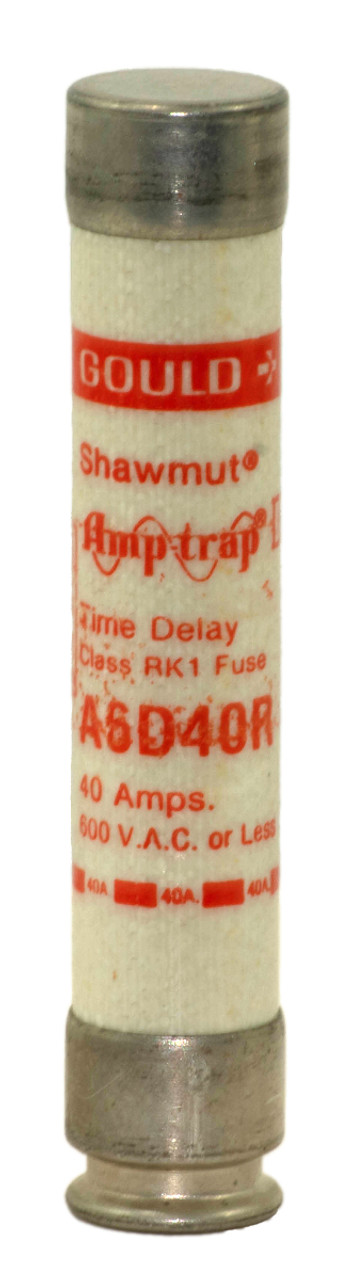 GOULD
Shawmut®
Amp-trap®
Time Delay
Class RK1 Fuse
A6D40R
40 Amps.
600 V.A.C. or Less
40A. 40A. 40A.